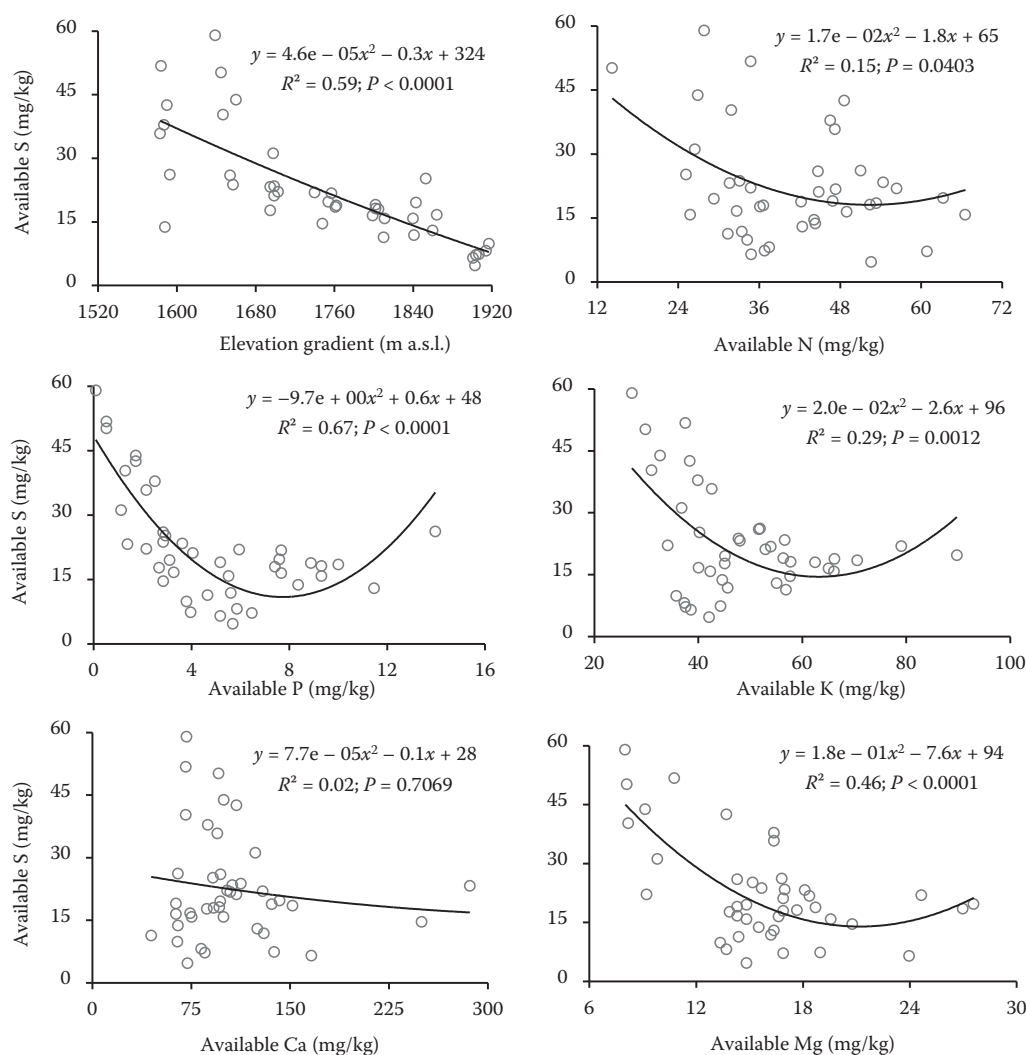 y = 4.6e – 05x² – 0.3x + 324
R² = 0.59; P < 0.0001
Available S (mg/kg)
60
45
30
15
0
1520 1600 1680 1760 1840 1920
Elevation gradient (m a.s.l.)
y = 1.7e – 02x² – 1.8x + 65
R² = 0.15; P = 0.0403
60
45
30
15
0
12 24 36 48 60 72
Available N (mg/kg)
y = –9.7e + 00x² + 0.6x + 48
R² = 0.67; P < 0.0001
Available S (mg/kg)
60
45
30
15
0
0 4 8 12 16
Available P (mg/kg)
y = 2.0e – 02x² – 2.6x + 96
R² = 0.29; P = 0.0012
60
45
30
15
0
20 40 60 80 100
Available K (mg/kg)
y = 7.7e – 05x² – 0.1x + 28
R² = 0.02; P = 0.7069
Available S (mg/kg)
60
45
30
15
0
0 75 150 225 300
Available Ca (mg/kg)
y = 1.8e – 01x² – 7.6x + 94
R² = 0.46; P < 0.0001
60
45
30
15
0
6 12 18 24 30
Available Mg (mg/kg)